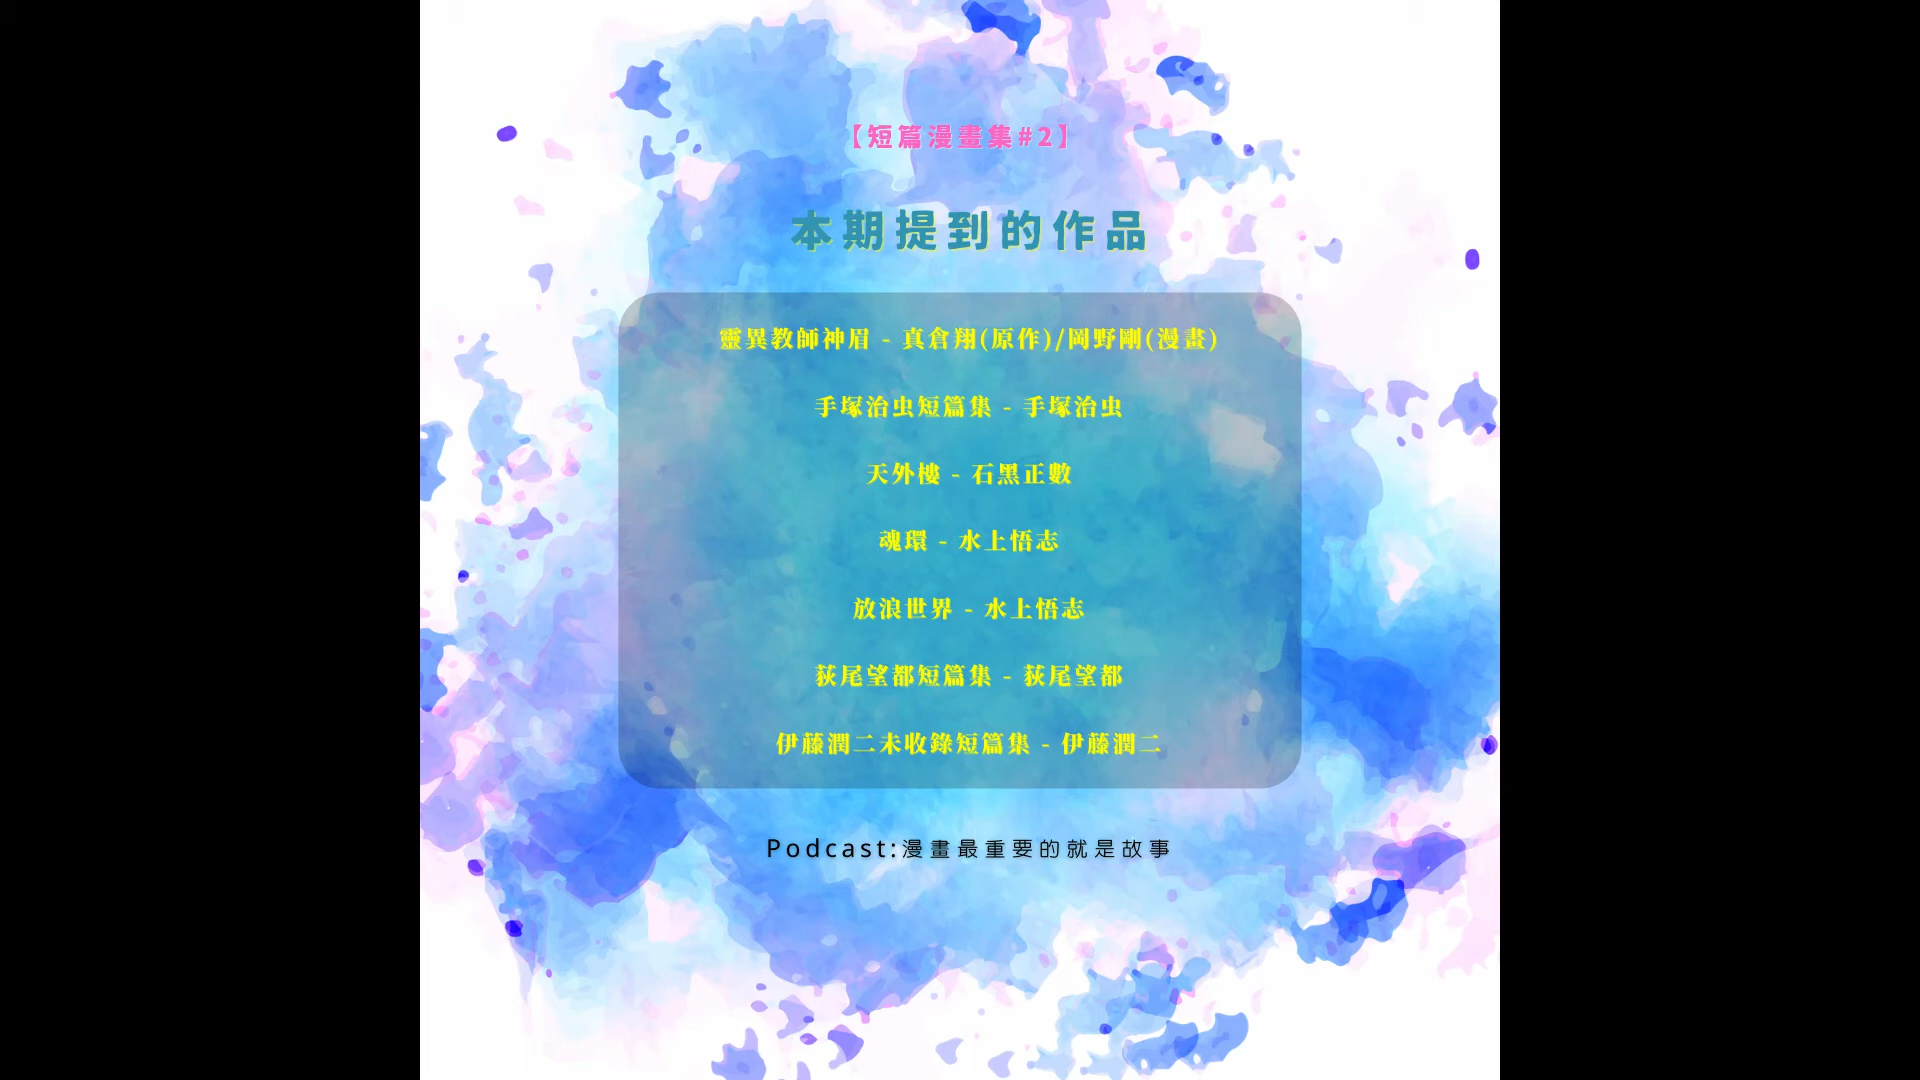 【短篇漫畫集#2】
本期提到的作品
靈異教師神眉 - 真倉翔(原作)/岡野剛(漫畫)
手塚治虫短篇集 - 手塚治虫
天外樓 - 石黑正數
魂環 - 水上悟志
放浪世界 - 水上悟志
荻尾望都短篇集 - 荻尾望都
伊藤潤二未收錄短篇集 - 伊藤潤二
Podcast:漫畫最重要的就是故事